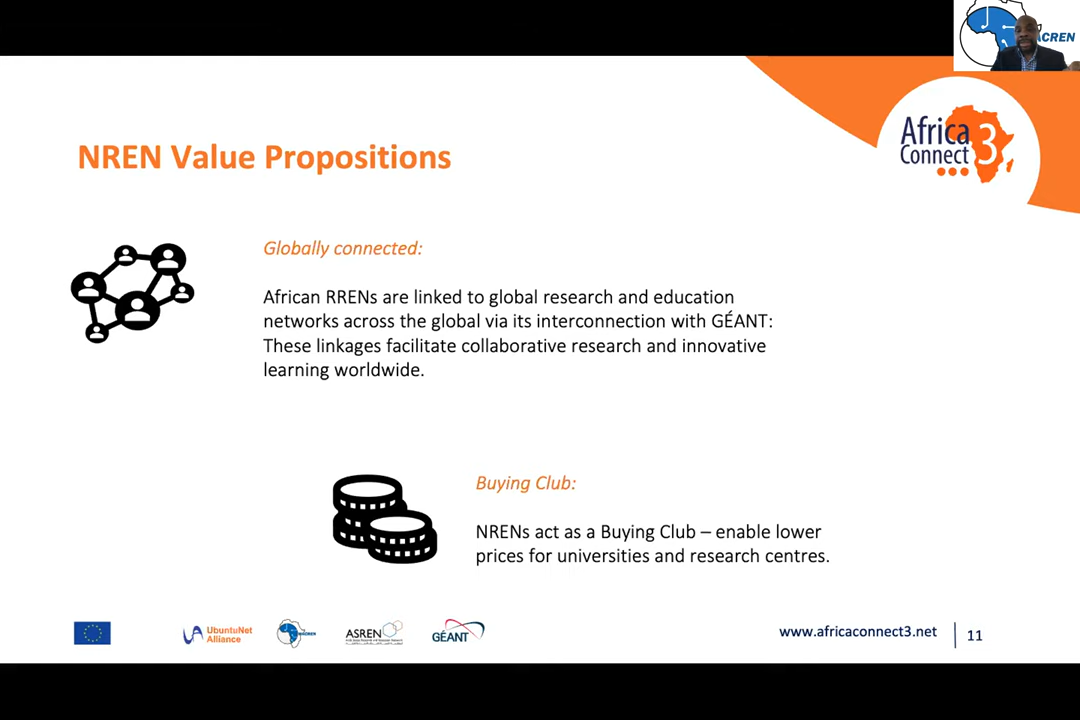 ACREN
Africa
Connect 3
NREN Value Propositions
Globally connected:
African RRENs are linked to global research and education
networks across the global via its interconnection with GÉANT:
These linkages facilitate collaborative research and innovative
learning worldwide.
Buying Club:
NRENs act as a Buying Club – enable lower
prices for universities and research centres.
UbuntuNet
Alliance
ASREN
GÉANT
www.africaconnect3.net
11